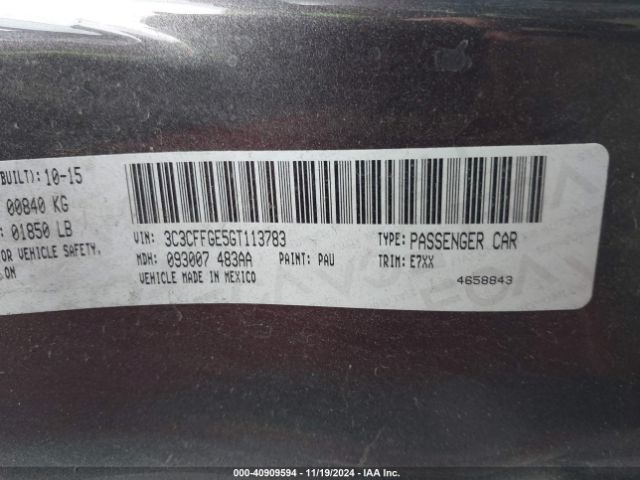 BUILT): 10-15
00840 KG
: 01850 LB
OR VEHICLE SAFETY,
ON
VIN: 3C3CFFGE5GT113783 TYPE: PASSENGER CAR
MDH: 093007 483AA PAINT: PAU TRIM: E7XX
VEHICLE MADE IN MEXICO
4658843
000-40909594 - 11/19/2024 - IAA Inc.